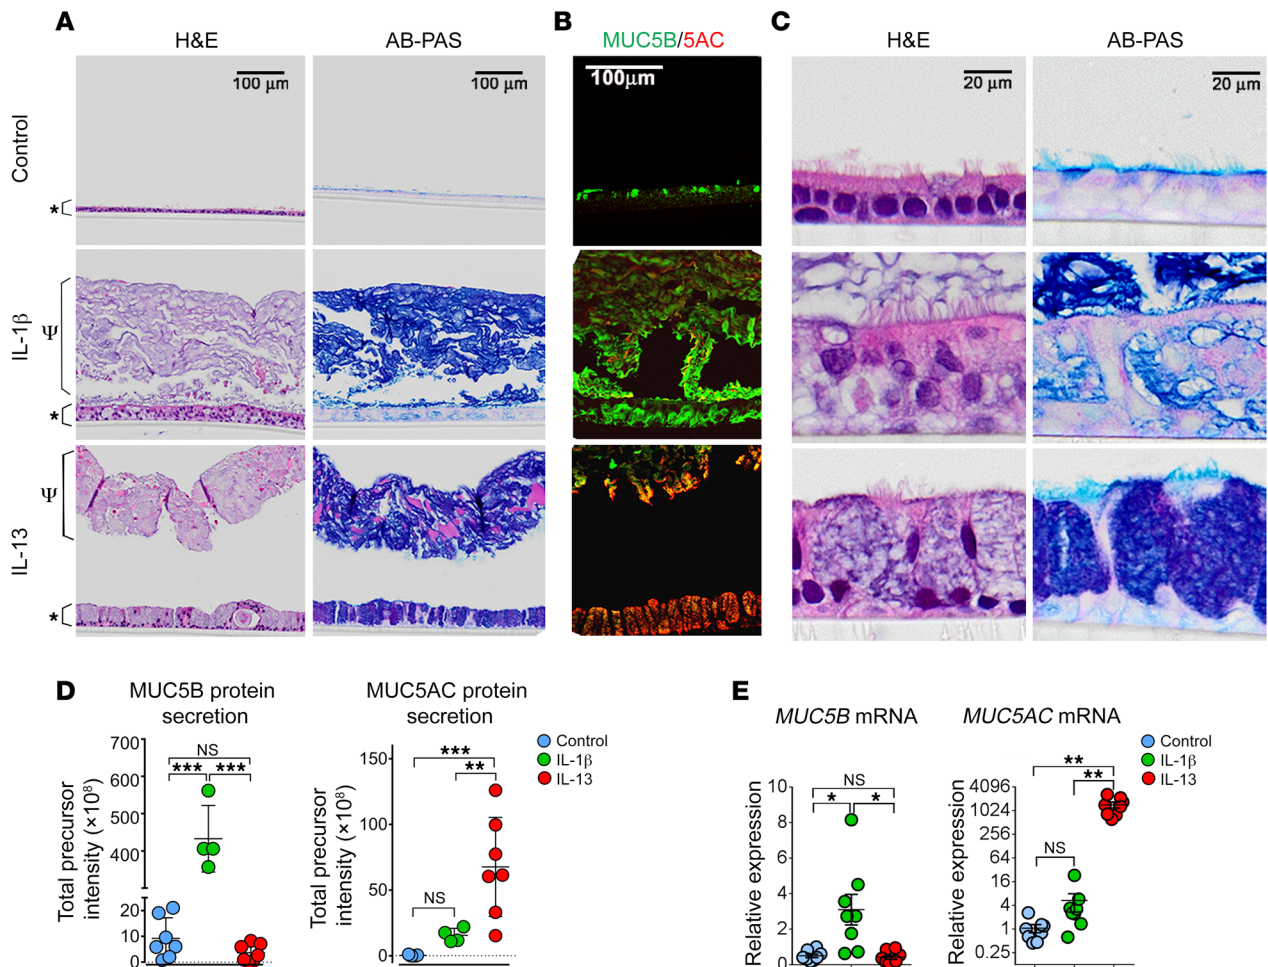 A
B
C
H&E
AB-PAS
MUC5B/5AC
H&E
AB-PAS
100 μm
100 μm
100μm
20 μm
20 μm
Control
*
IL-1β
Ψ
*
IL-13
Ψ
*
D
E
MUC5B protein
secretion
Total precursor
intensity (×10⁸)
700
600
500
400
20
10
0
NS
*** ***
MUC5AC protein
secretion
Total precursor
intensity (×10⁸)
150
100
50
0
***
**
NS
Control
IL-1β
IL-13
MUC5B mRNA
Relative expression
10
8
6
4
2
0
NS
* *
MUC5AC mRNA
Relative expression
4096
1024
256
64
16
4
1
0.25
**
**
NS
Control
IL-1β
IL-13